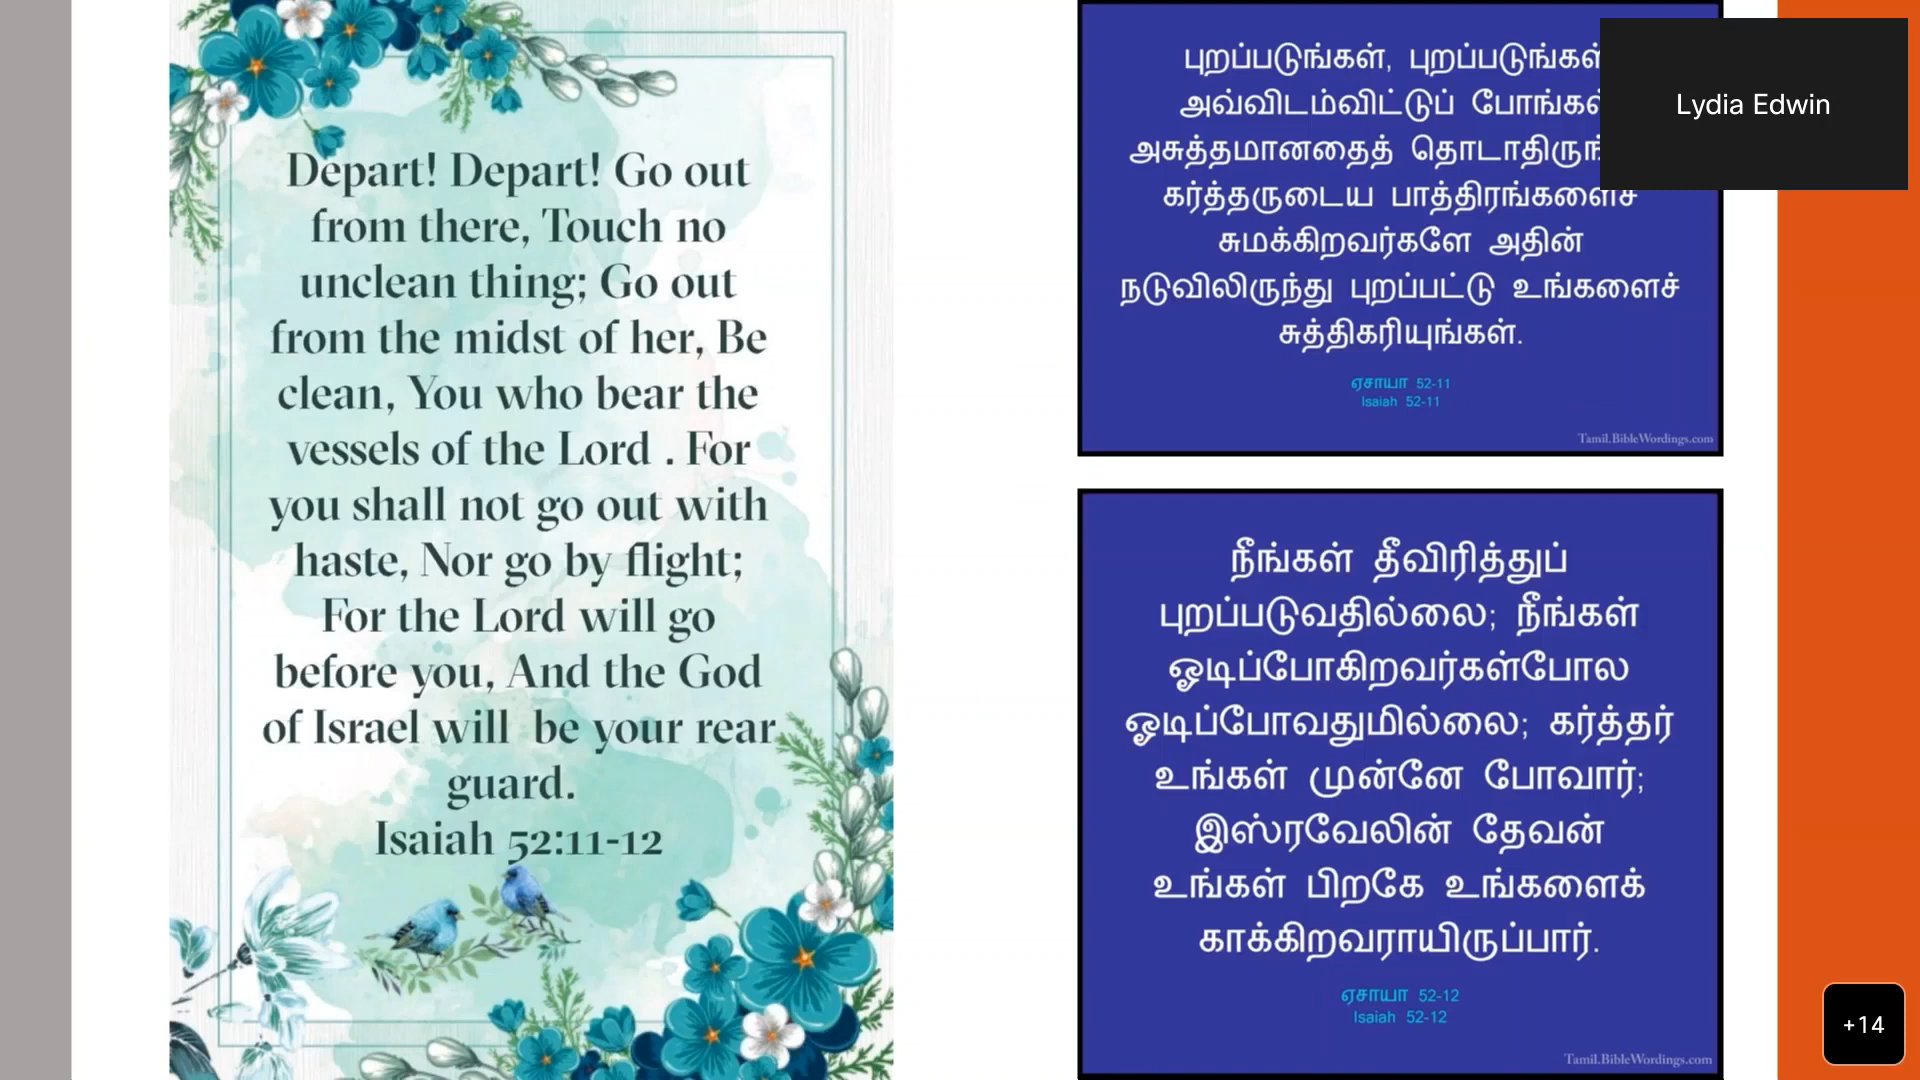 Depart! Depart! Go out
from there, Touch no
unclean thing; Go out
from the midst of her, Be
clean, You who bear the
vessels of the Lord . For
you shall not go out with
haste, Nor go by flight;
For the Lord will go
before you, And the God
of Israel will be your rear
guard.
Isaiah 52:11-12
புறப்படுங்கள், புறப்படுங்கள்
அவ்விடம்விட்டுப்
அசுத்தமானதைத்
கர்த்தருடைய பாத்திரங்களைச்
சுமக்கிறவர்களே அதின்
நடுவிலிருந்து புறப்பட்டு உங்களைச்
சுத்திகரியுங்கள்.
ஏசாயா 52-11
Isaiah 52-11
Tamil.BibleWordings.com
நீங்கள் தீவிரித்துப்
புறப்படுவதில்லை; நீங்கள்
ஓடிப்போகிறவர்கள்போல
ஓடிப்போவதுமில்லை; கர்த்தர்
உங்கள் முன்னே போவார்;
இஸ்ரவேலின் தேவன்
உங்கள் பிறகே உங்களைக்
காக்கிறவராயிருப்பார்.
ஏசாயா 52-12
Isaiah 52-12
Tamil.BibleWordings.com
Lydia Edwin
+14